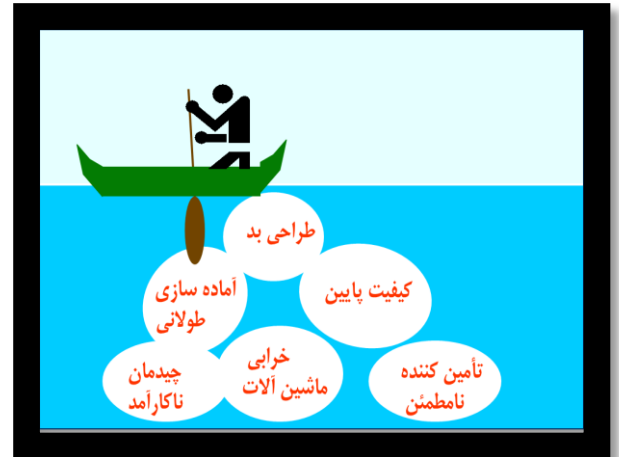 طراحی بد
کیفیت پایین
آماده سازی
طولانی
تأمین کننده
نامطمئن
خرابی
ماشین آلات
چیدمان
ناکارآمد